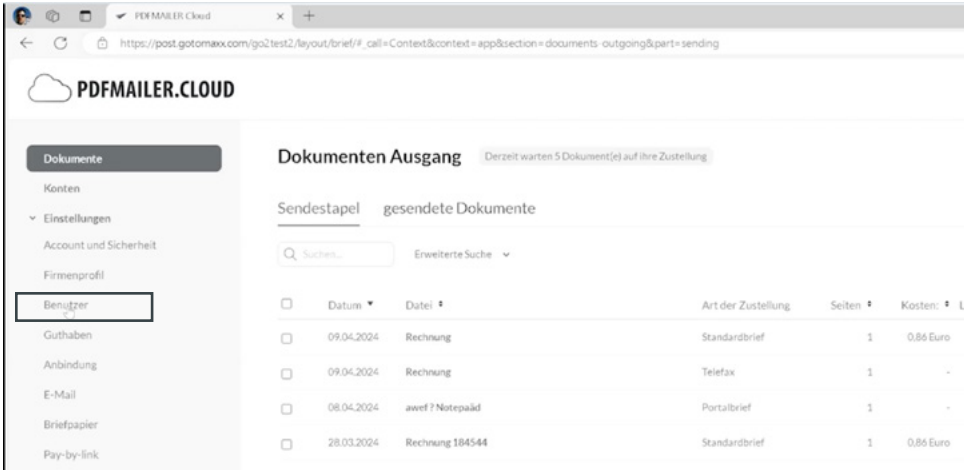 PDFMAILER Cloud
https://post.gotomaxx.com/go2test2/layout/brief/#_call=Context&context=app&section=documents-outgoing&part=sending
PDFMAILER.CLOUD
Dokumente
Konten
Einstellungen
Account und Sicherheit
Firmenprofil
Benutzer
Guthaben
Anbindung
E-Mail
Briefpapier
Pay-by-link
Dokumenten Ausgang Derzeit warten 5 Dokument(e) auf ihre Zustellung
Sendestapel gesendete Dokumente
Suchen... Erweiterte Suche
Datum Datei Art der Zustellung Seiten Kosten: L
09.04.2024 Rechnung Standardbrief 1 0,86 Euro
09.04.2024 Rechnung Telefax 1 -
08.04.2024 awef ? Notepaäd Portalbrief 1 -
28.03.2024 Rechnung 184544 Standardbrief 1 0,86 Euro